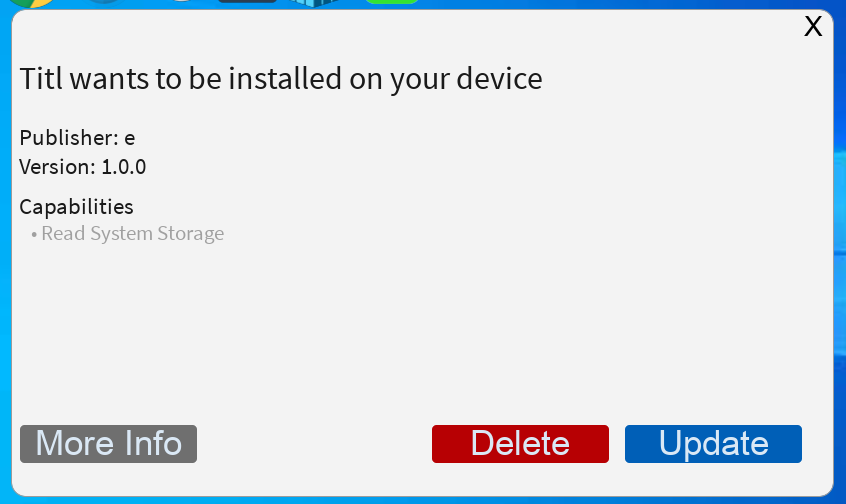 X
Titl wants to be installed on your device
Publisher: e
Version: 1.0.0
Capabilities
• Read System Storage
More Info
Delete
Update